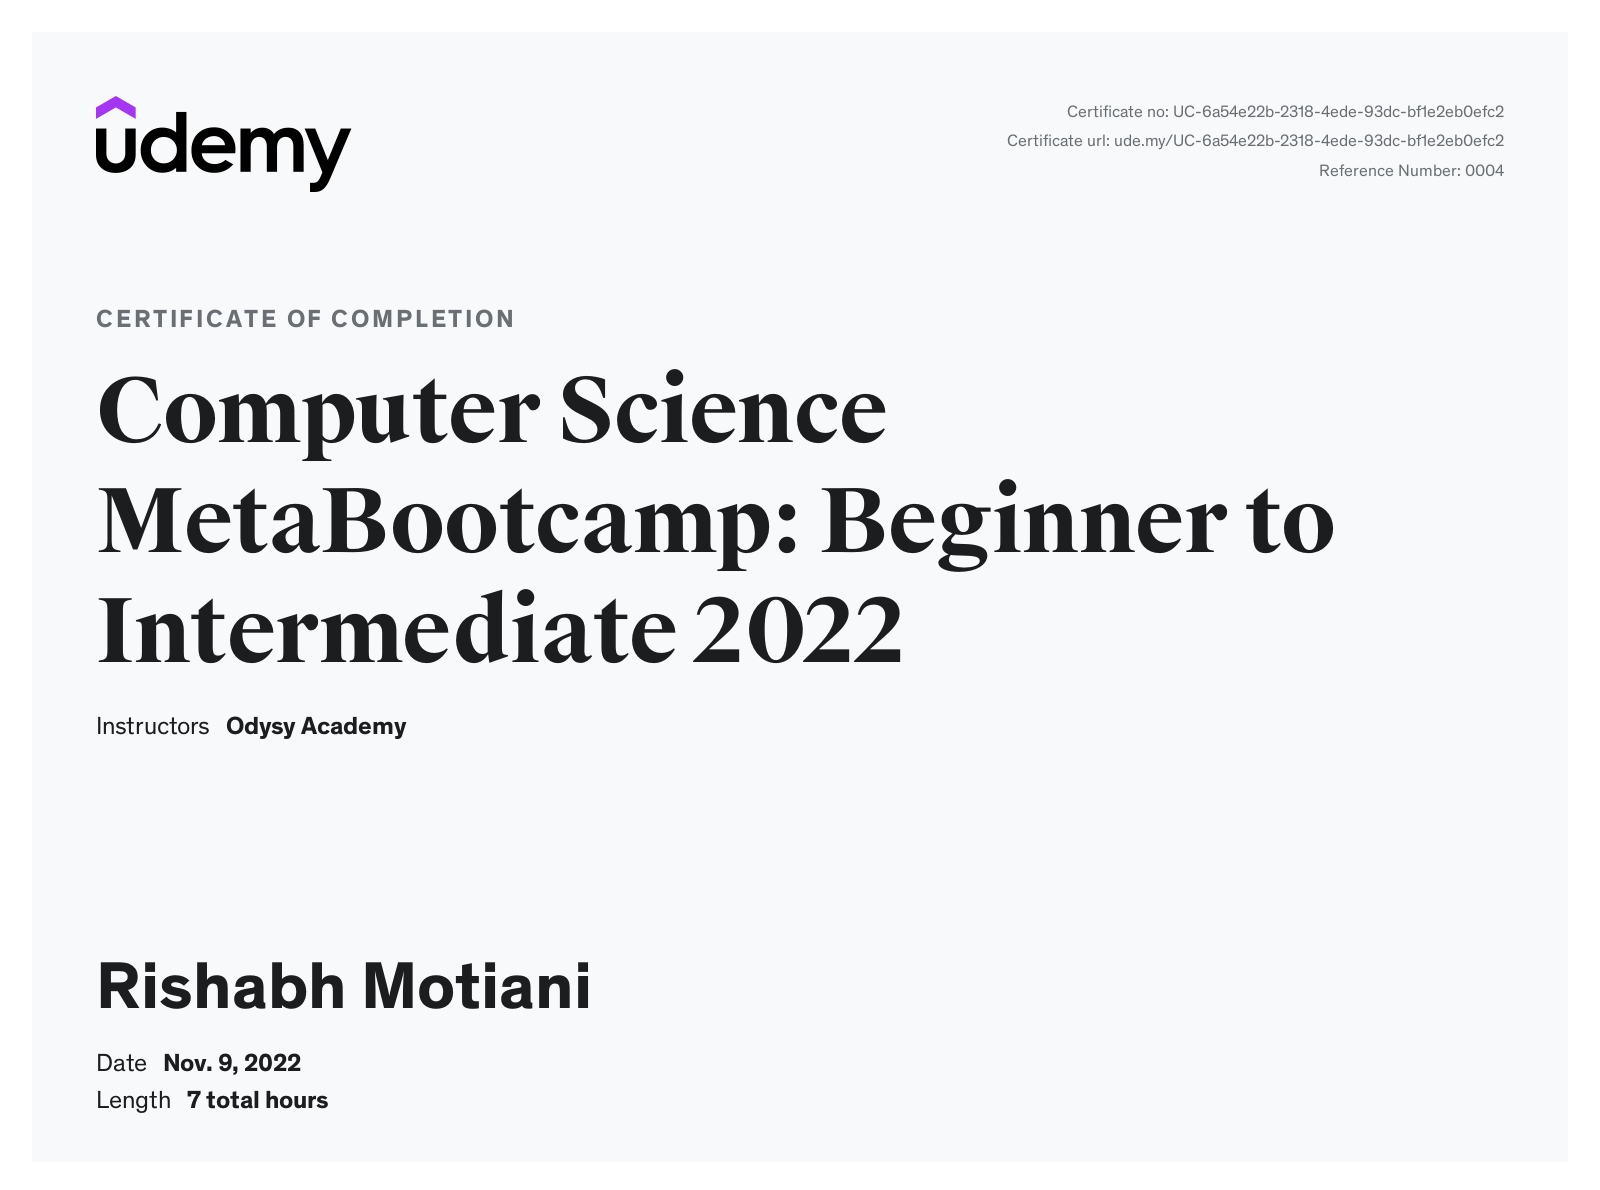 udemy
Certificate no: UC-6a54e22b-2318-4ede-93dc-bf1e2eb0efc2
Certificate url: ude.my/UC-6a54e22b-2318-4ede-93dc-bf1e2eb0efc2
Reference Number: 0004
CERTIFICATE OF COMPLETION
Computer Science
MetaBootcamp: Beginner to
Intermediate 2022
Instructors Odysy Academy
Rishabh Motiani
Date Nov. 9, 2022
Length 7 total hours